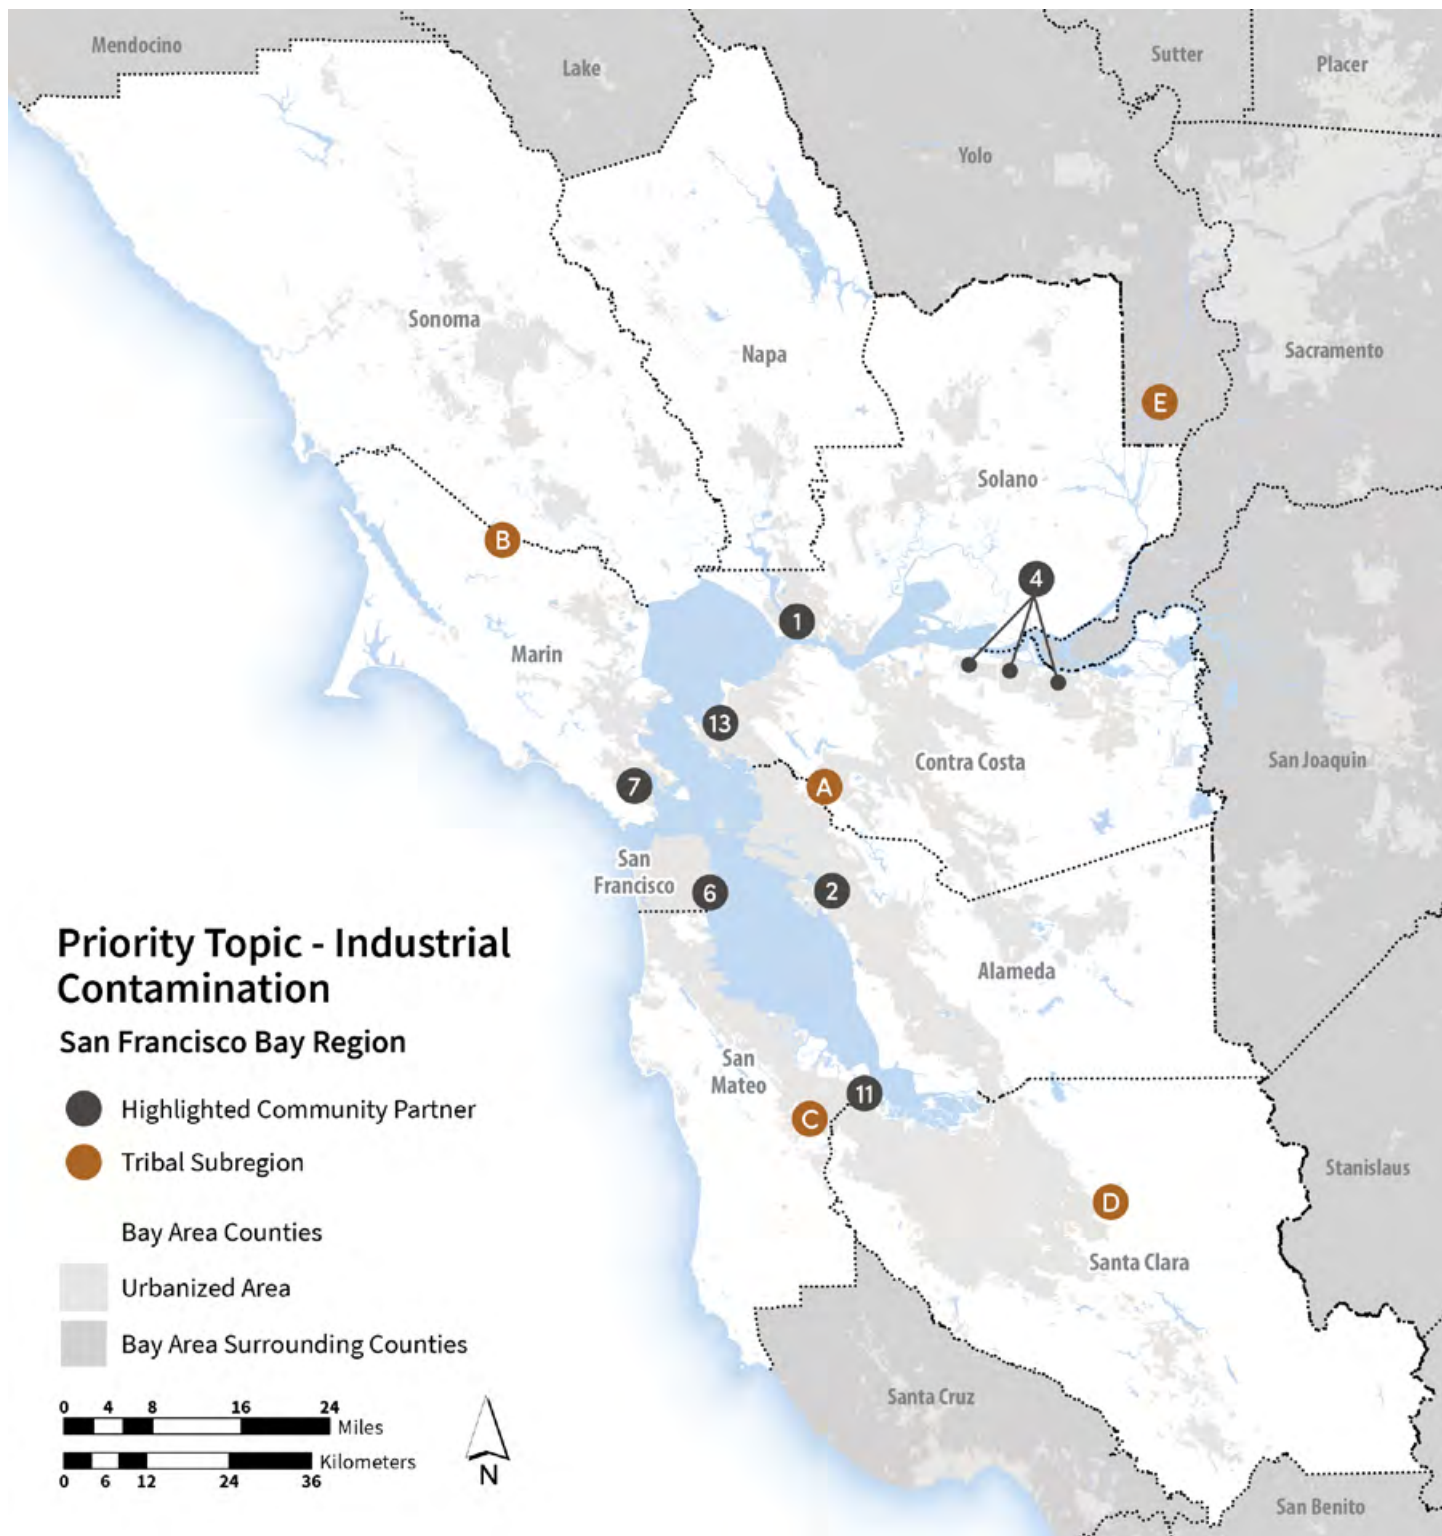 Mendocino
Lake
Sutter
Placer
Yolo
Sonoma
Napa
Sacramento
E
Solano
B
4
1
Marin
13
Contra Costa
San Joaquin
7
A
San
Francisco
6
2
Priority Topic - Industrial
Contamination
San Francisco Bay Region
Alameda
San
Mateo
11
C
Highlighted Community Partner
Tribal Subregion
Stanislaus
D
Santa Clara
Bay Area Counties
Urbanized Area
Bay Area Surrounding Counties
Santa Cruz
0 4 8 16 24
Miles
Kilometers
0 6 12 24 36
N
San Benito